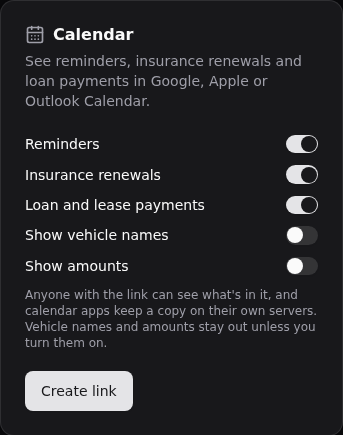 Calendar
See reminders, insurance renewals and
loan payments in Google, Apple or
Outlook Calendar.
Reminders
Insurance renewals
Loan and lease payments
Show vehicle names
Show amounts
Anyone with the link can see what's in it, and
calendar apps keep a copy on their own servers.
Vehicle names and amounts stay out unless you
turn them on.
Create link